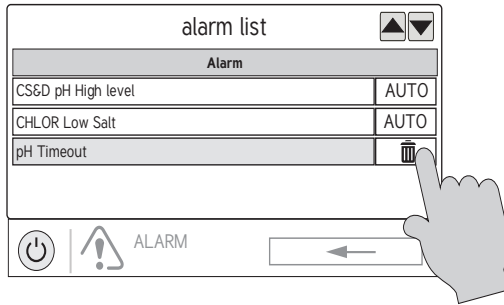 alarm list
Alarm
CS&D pH High level AUTO
CHLOR Low Salt AUTO
pH Timeout
ALARM